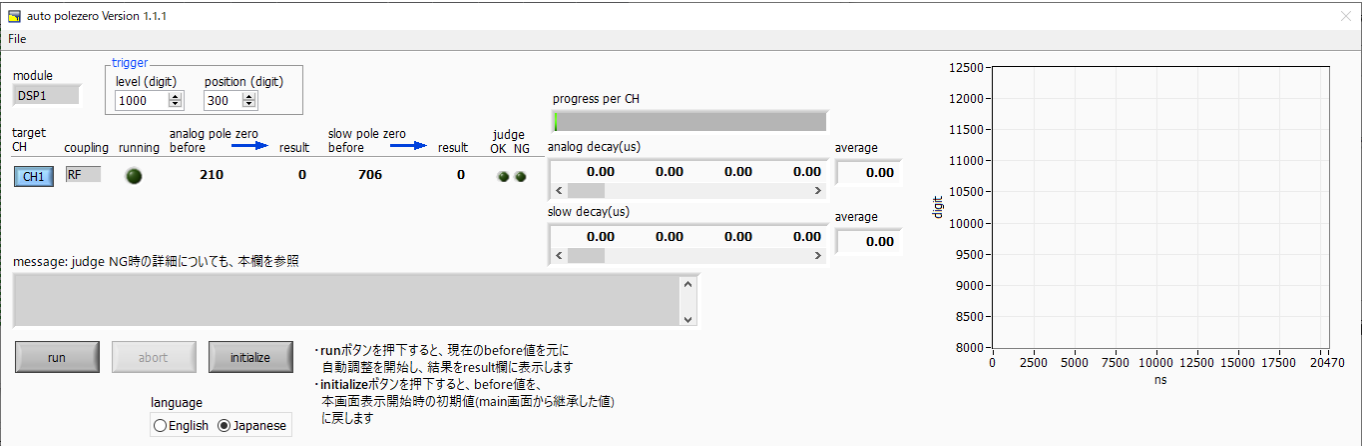 auto polezero Version 1.1.1
File
module
DSP1
trigger
level (digit) position (digit)
1000 300
target
CH coupling running
analog pole zero
before result
slow pole zero
before result
judge
OK NG
CH1 RF 210 0 706 0
progress per CH
analog decay(us) average
0.00 0.00 0.00 0.00 0.00
slow decay(us) average
0.00 0.00 0.00 0.00 0.00
message: judge NG時の詳細についても、本欄を参照
run abort initialize
・runボタンを押下すると、現在のbefore値を元に
自動調整を開始し、結果をresult欄に表示します
・initializeボタンを押下すると、before値を、
本画面表示開始時の初期値(main画面から継承した値)
に戻します
language
English Japanese
digit
12500
12000
11500
11000
10500
10000
9500
9000
8500
8000
0 2500 5000 7500 10000 12500 15000 17500 20470
ns